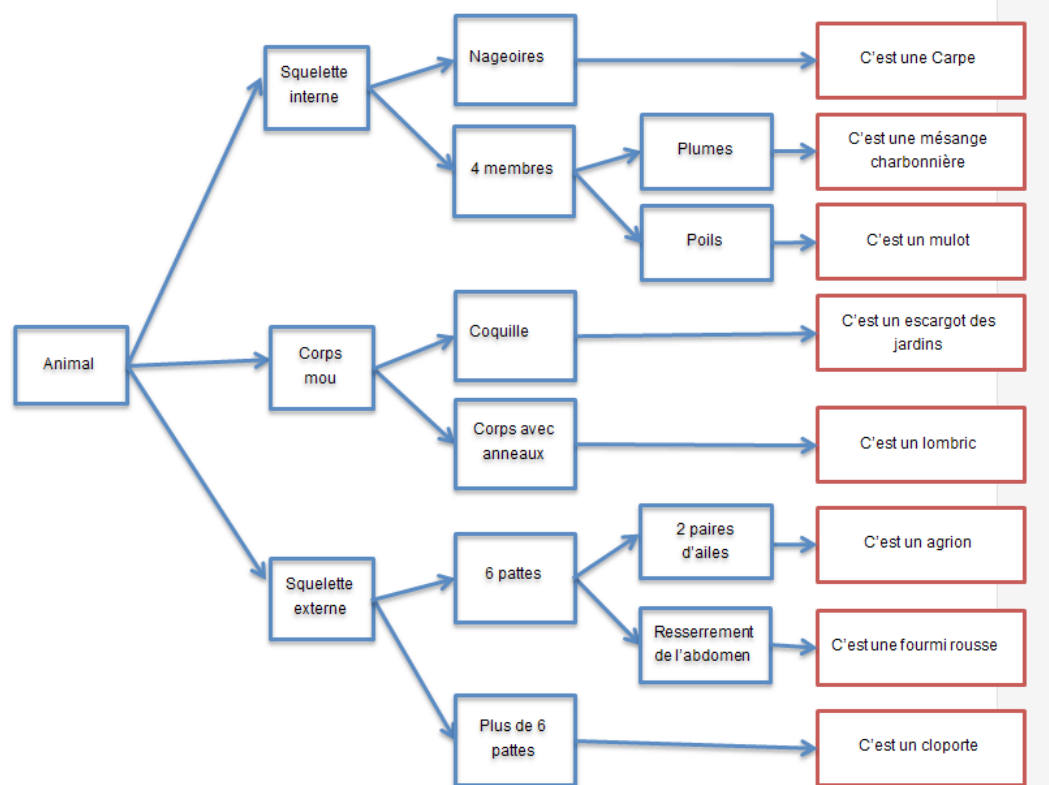 Animal
Squelette
interne
Nageoires
C'est une Carpe
4 membres
Plumes
C'est une mésange
charbonnière
Poils
C'est un mulot
Corps
mou
Coquille
C'est un escargot des
jardins
Corps avec
anneaux
C'est un lombric
Squelette
externe
6 pattes
2 paires
d'ailes
C'est un agrion
Resserrement
de l'abdomen
C'est une fourmi rousse
Plus de 6
pattes
C'est un cloporte